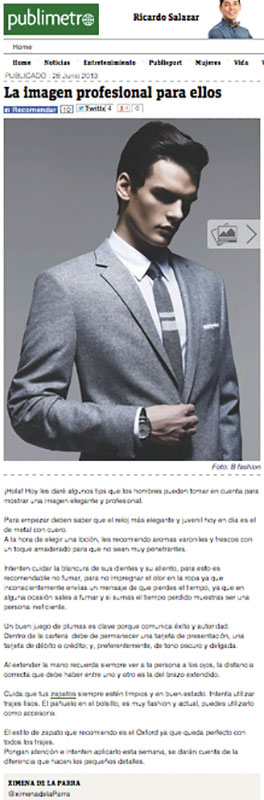 publimetro
Ricardo Salazar
Home
Home Noticias Entretenimiento Publisport Mujeres Vida
PUBLICADO : 26 Junio 2013
La imagen profesional para ellos
Recomendar 10 Twitte 4 +1 0
Foto: B fashion
¡Hola! Hoy les daré algunos tips que los hombres pueden tomar en cuenta para
mostrar una imagen elegante y profesional.
Para empezar deben saber que el reloj más elegante y juvenil hoy en día es el
de metal con cuero.
A la hora de elegir una loción, les recomiendo aromas varoniles y frescos con
un toque amaderado para que no sean muy penetrantes.
Intenten cuidar la blancura de sus dientes y su aliento, para esto es
recomendable no fumar, para no impregnar el olor en la ropa ya que
inconscientemente envías un mensaje de que pierdes el tiempo, ya que en
alguna ocasión sales a fumar y si sumas el tiempo perdido muestras ser una
persona ineficiente.
Un buen juego de plumas es clave porque comunica éxito y autoridad.
Dentro de la cartera debe de permanecer una tarjeta de presentación, una
tarjeta de débito o crédito, y, preferentemente, de tono oscuro y delgada.
Al extender la mano recuerda siempre ver a la persona a los ojos, la distancia
correcta que debe haber entre uno y otro es la del brazo extendido.
Cuida que tus zapatos siempre estén limpios y en buen estado. Intenta utilizar
trajes lisos. El pañuelo en el bolsillo, es muy fashion y actual, puedes utilizarlo
como accesorio.
El estilo de zapato que recomiendo es el Oxford ya que queda perfecto con
todos los trajes.
Pongan atención e intenten aplicarlo esta semana, se darán cuenta de la
diferencia que hacen los pequeños detalles.
XIMENA DE LA PARRA
@ximenadelaParra